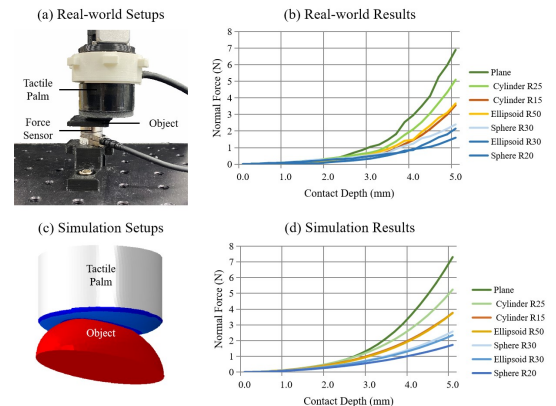 (a) Real-world Setups
Tactile
Palm
Force
Sensor
Object
(b) Real-world Results
Normal Force (N)
8
7
6
5
4
3
2
1
0
0.0 1.0 2.0 3.0 4.0 5.0
Contact Depth (mm)
Plane
Cylinder R25
Cylinder R15
Ellipsoid R50
Sphere R30
Ellipsoid R30
Sphere R20
(c) Simulation Setups
Tactile
Palm
Object
(d) Simulation Results
Normal Force (N)
8
7
6
5
4
3
2
1
0
0.0 1.0 2.0 3.0 4.0 5.0
Contact Depth (mm)
Plane
Cylinder R25
Cylinder R15
Ellipsoid R50
Sphere R30
Ellipsoid R30
Sphere R20